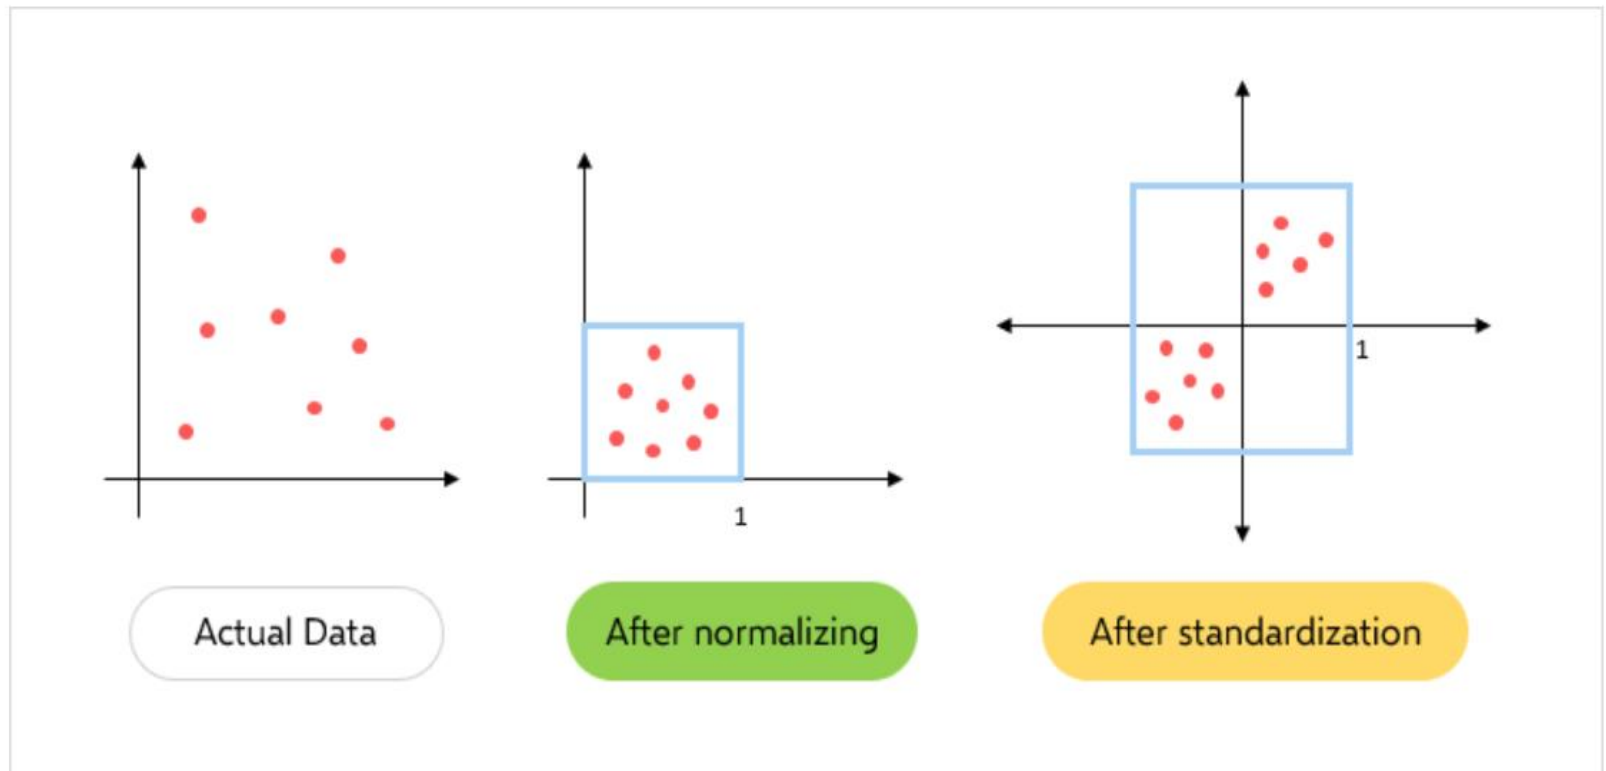 1
1
Actual Data
After normalizing
After standardization